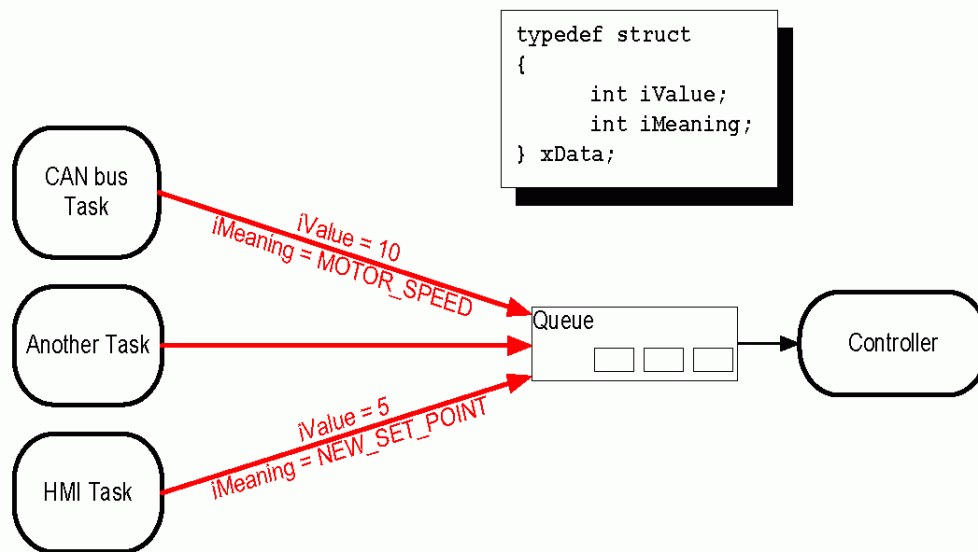 typedef struct
{
int iValue;
int iMeaning;
} xData;
CAN bus
Task
iValue = 10
iMeaning = MOTOR_SPEED
Another Task
Queue
Controller
iValue = 5
iMeaning = NEW_SET_POINT
HMI Task